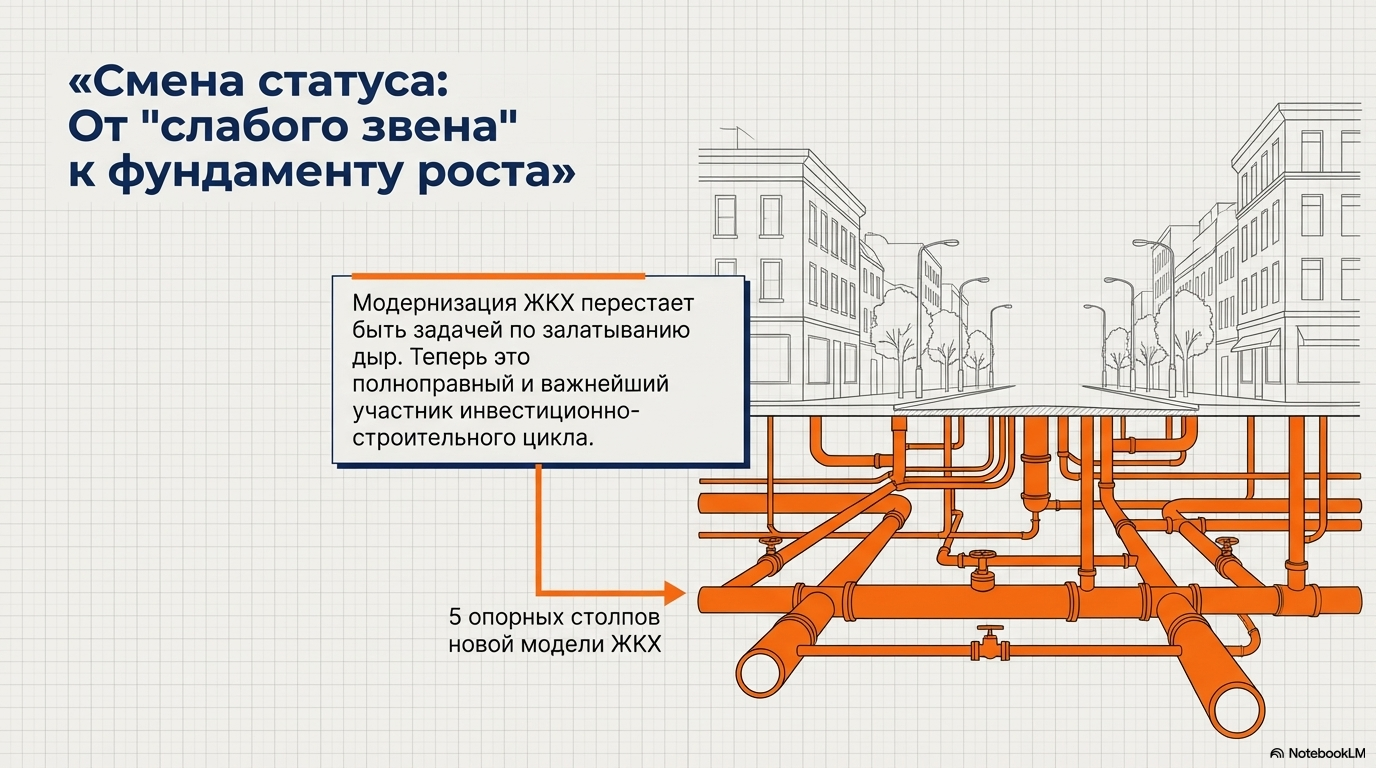 «Смена статуса:
От "слабого звена"
к фундаменту роста»
Модернизация ЖКХ перестает
быть задачей по залатыванию
дыр. Теперь это
полноправный и важнейший
участник инвестиционно-
строительного цикла.
5 опорных столпов
новой модели ЖКХ
NotebookLM